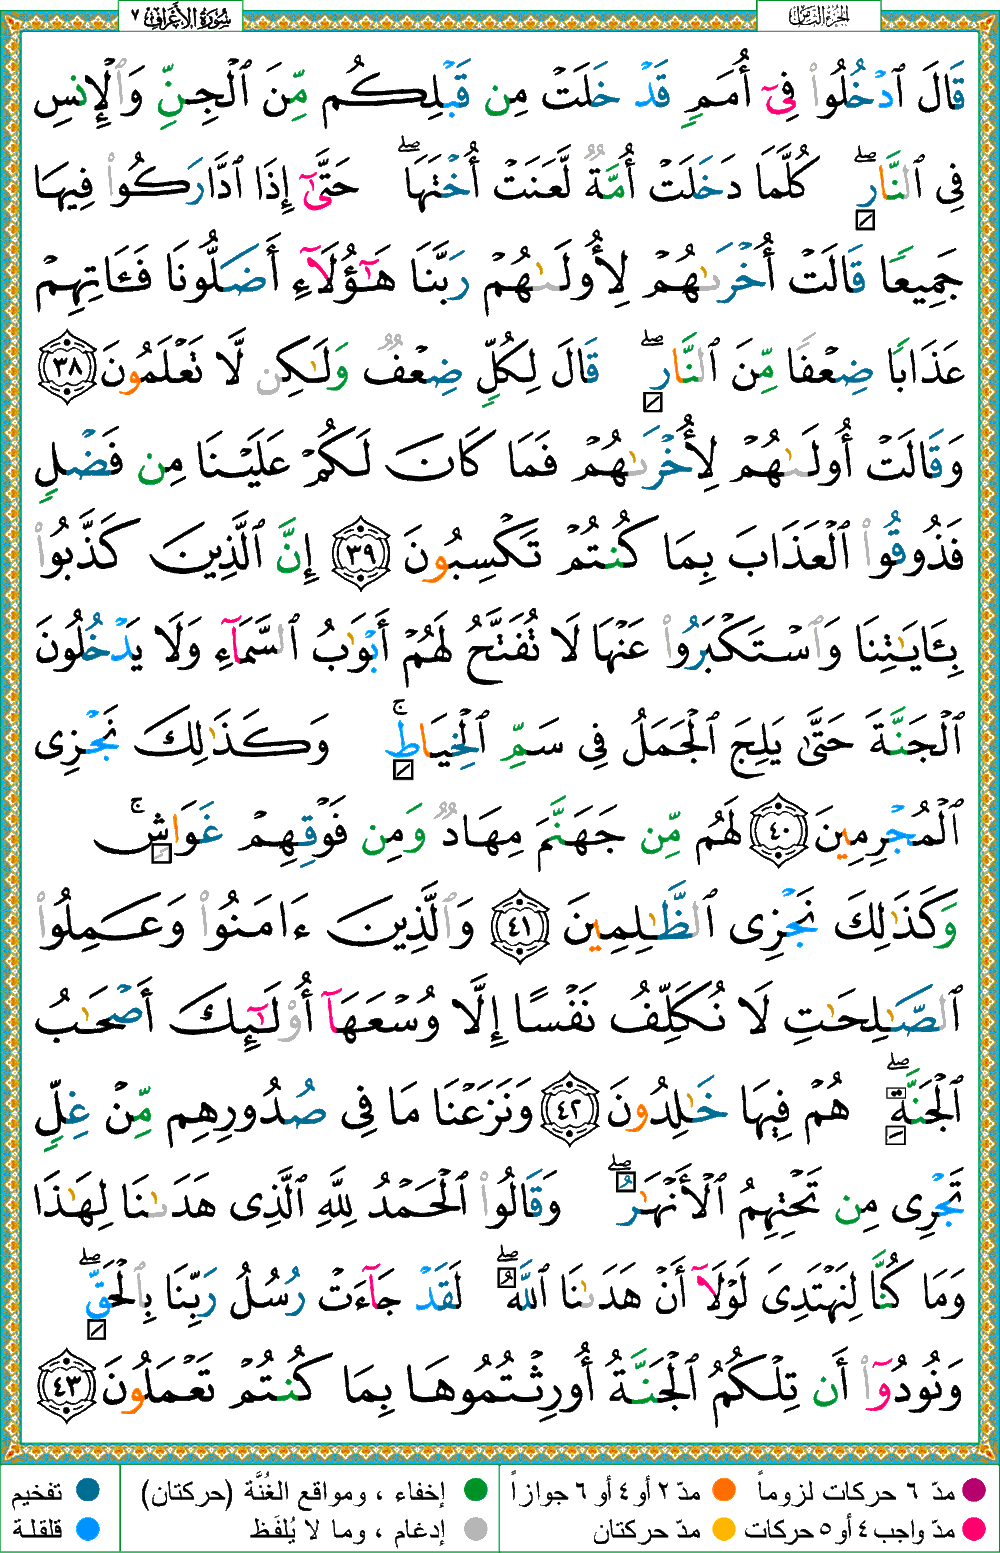 الجزء الثامن
سورة الأعراف ٧
قَالَ ٱدْخُلُوا۟ فِىٓ أُمَمٍ قَدْ خَلَتْ مِن قَبْلِكُم مِّنَ ٱلْجِنِّ وَٱلْإِنسِ
فِى ٱلنَّارِ ۖ كُلَّمَا دَخَلَتْ أُمَّةٌ لَّعَنَتْ أُخْتَهَا ۖ حَتَّىٰٓ إِذَا ٱدَّارَكُوا۟ فِيهَا
جَمِيعًا قَالَتْ أُخْرَىٰهُمْ لِأُولَىٰهُمْ رَبَّنَا هَـٰٓؤُلَآءِ أَضَلُّونَا فَـَٔاتِهِمْ
عَذَابًا ضِعْفًا مِّنَ ٱلنَّارِ ۖ قَالَ لِكُلٍّ ضِعْفٌ وَلَـٰكِن لَّا تَعْلَمُونَ ٣٨
وَقَالَتْ أُولَىٰهُمْ لِأُخْرَىٰهُمْ فَمَا كَانَ لَكُمْ عَلَيْنَا مِن فَضْلٍ
فَذُوقُوا۟ ٱلْعَذَابَ بِمَا كُنتُمْ تَكْسِبُونَ ٣٩ إِنَّ ٱلَّذِينَ كَذَّبُوا۟
بِـَٔايَـٰتِنَا وَٱسْتَكْبَرُوا۟ عَنْهَا لَا تُفَتَّحُ لَهُمْ أَبْوَٰبُ ٱلسَّمَآءِ وَلَا يَدْخُلُونَ
ٱلْجَنَّةَ حَتَّىٰ يَلِجَ ٱلْجَمَلُ فِى سَمِّ ٱلْخِيَاطِ ۚ وَكَذَٰلِكَ نَجْزِى
ٱلْمُجْرِمِينَ ٤٠ لَهُم مِّن جَهَنَّمَ مِهَادٌ وَمِن فَوْقِهِمْ غَوَاشٍ ۚ
وَكَذَٰلِكَ نَجْزِى ٱلظَّـٰلِمِينَ ٤١ وَٱلَّذِينَ ءَامَنُوا۟ وَعَمِلُوا۟
ٱلصَّـٰلِحَـٰتِ لَا نُكَلِّفُ نَفْسًا إِلَّا وُسْعَهَآ أُو۟لَـٰٓئِكَ أَصْحَـٰبُ
ٱلْجَنَّةِ ۖ هُمْ فِيهَا خَـٰلِدُونَ ٤٢ وَنَزَعْنَا مَا فِى صُدُورِهِم مِّنْ غِلٍّ
تَجْرِى مِن تَحْتِهِمُ ٱلْأَنْهَـٰرُ ۖ وَقَالُوا۟ ٱلْحَمْدُ لِلَّهِ ٱلَّذِى هَدَىٰنَا لِهَـٰذَا
وَمَا كُنَّا لِنَهْتَدِىَ لَوْلَآ أَنْ هَدَىٰنَا ٱللَّهُ ۖ لَقَدْ جَآءَتْ رُسُلُ رَبِّنَا بِٱلْحَقِّ ۖ
وَنُودُوٓا۟ أَن تِلْكُمُ ٱلْجَنَّةُ أُورِثْتُمُوهَا بِمَا كُنتُمْ تَعْمَلُونَ ٤٣
مدّ ٦ حركات لزوماً
مدّ ٢ أو ٤ أو ٦ جوازاً
إخفاء ، ومواقع الغُنَّة (حركتان)
تفخيم
مدّ واجب ٤ أو ٥ حركات
مدّ حركتان
إدغام ، وما لا يُلفَظ
قلقلة